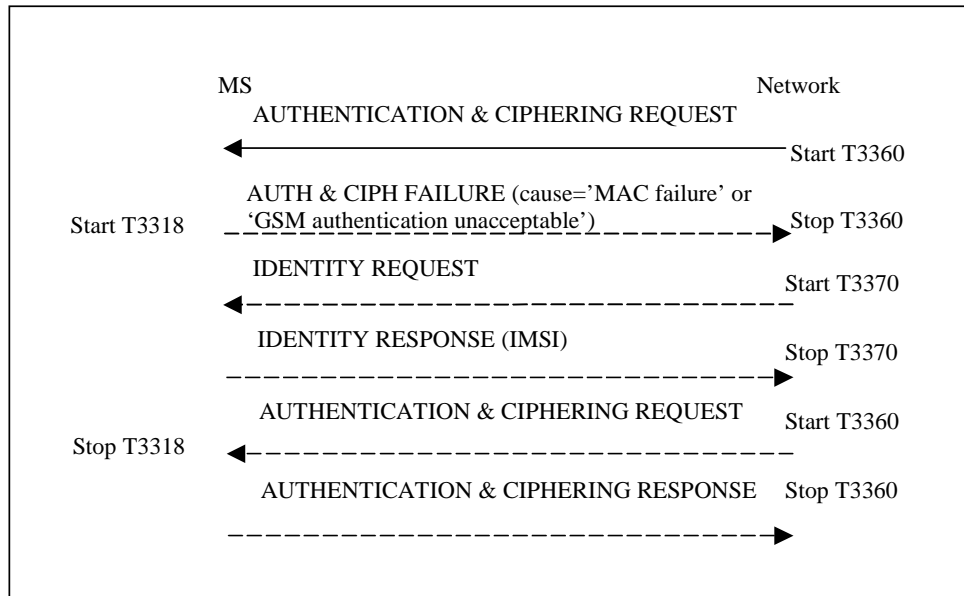 MS Network
AUTHENTICATION & CIPHERING REQUEST
Start T3360
AUTH & CIPH FAILURE (cause='MAC failure' or
Start T3318 ‘GSM authentication unacceptable’) Stop T3360
IDENTITY REQUEST
Start T3370
IDENTITY RESPONSE (IMSI)
Stop T3370
AUTHENTICATION & CIPHERING REQUEST
Start T3360
Stop T3318
AUTHENTICATION & CIPHERING RESPONSE Stop T3360